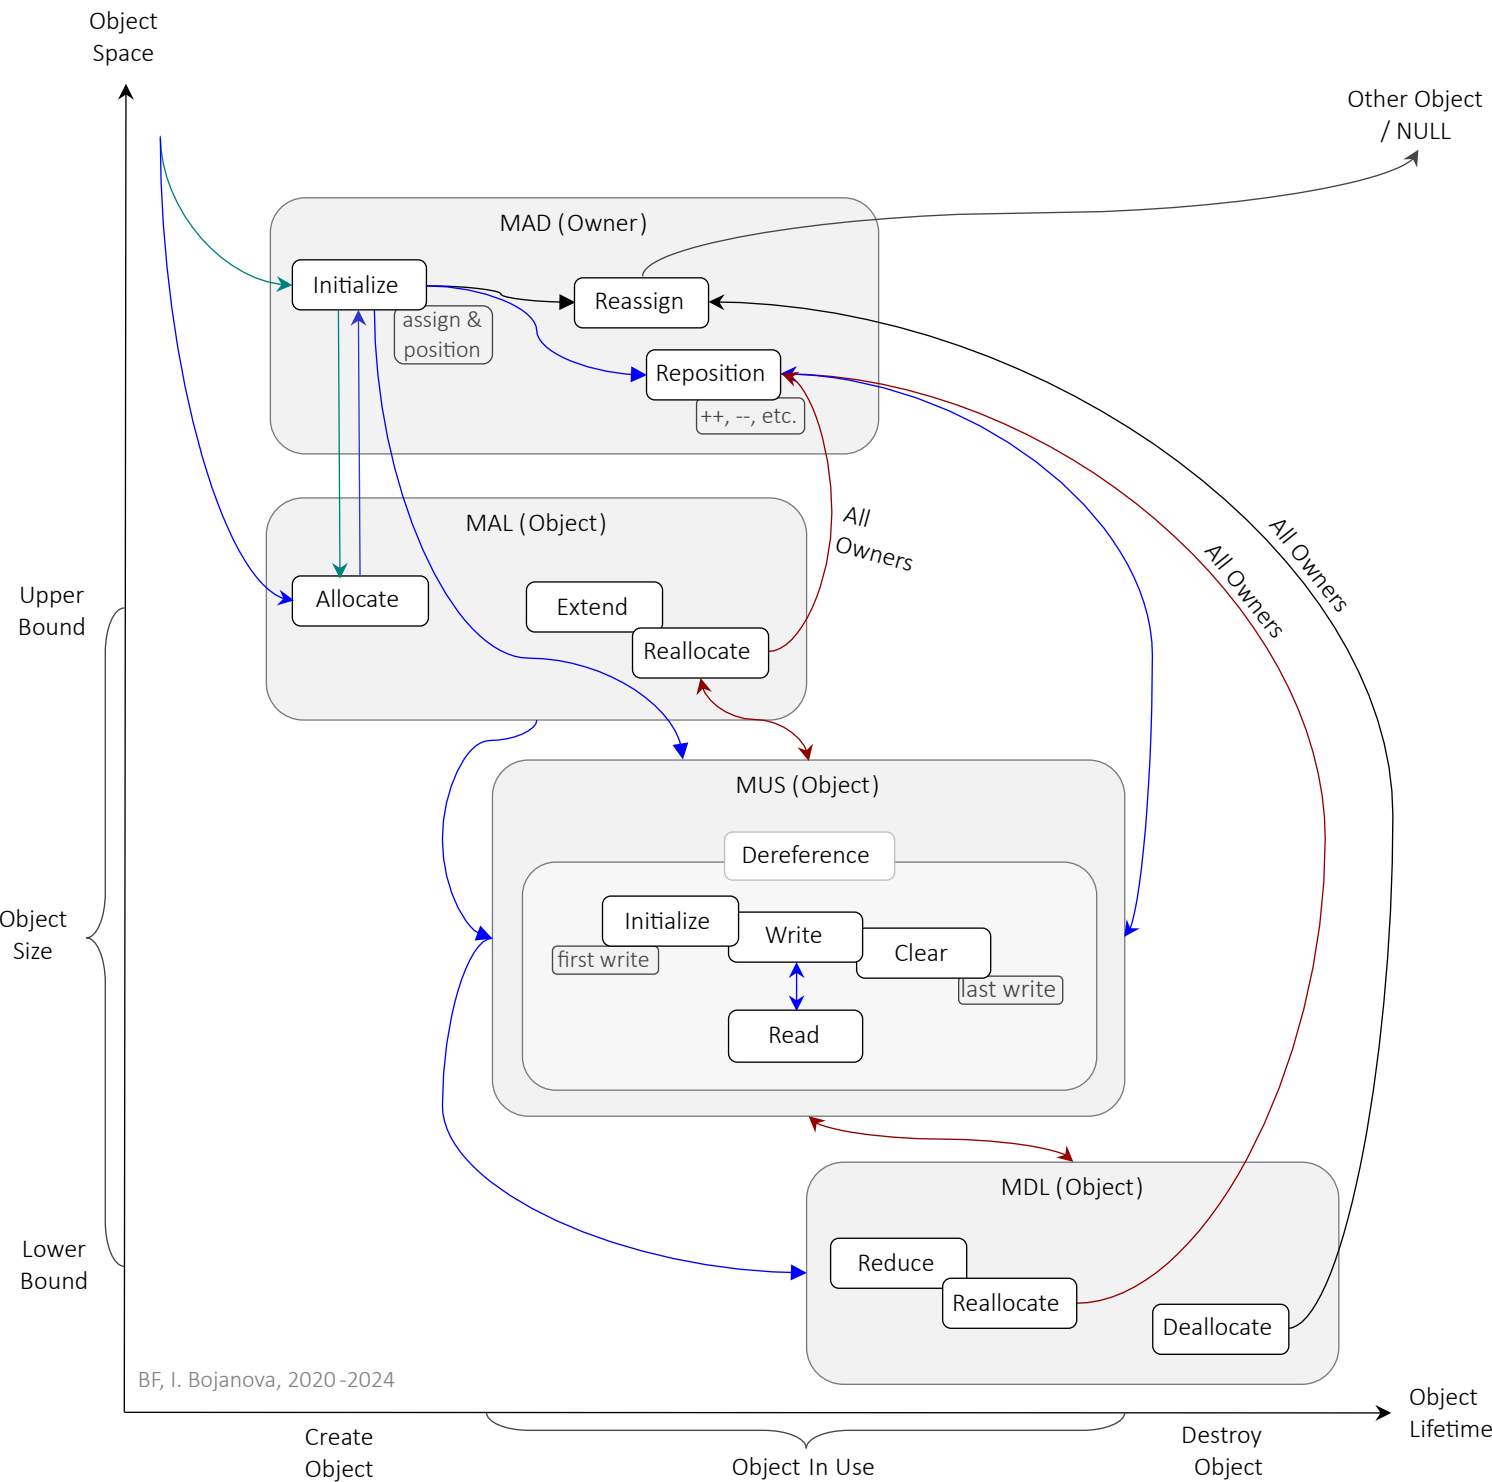 Object
Space
Other Object
/ NULL
MAD (Owner)
Initialize
assign &
position
Reassign
Reposition
++, --, etc.
MAL (Object)
All
Owners
All Owners
All Owners
Upper
Bound
Allocate
Extend
Reallocate
MUS (Object)
Dereference
Object
Size
Initialize
first write
Write
Clear
last write
Read
MDL (Object)
Lower
Bound
Reduce
Reallocate
Deallocate
BF, I. Bojanova, 2020-2024
Object
Lifetime
Create
Object
Object In Use
Destroy
Object